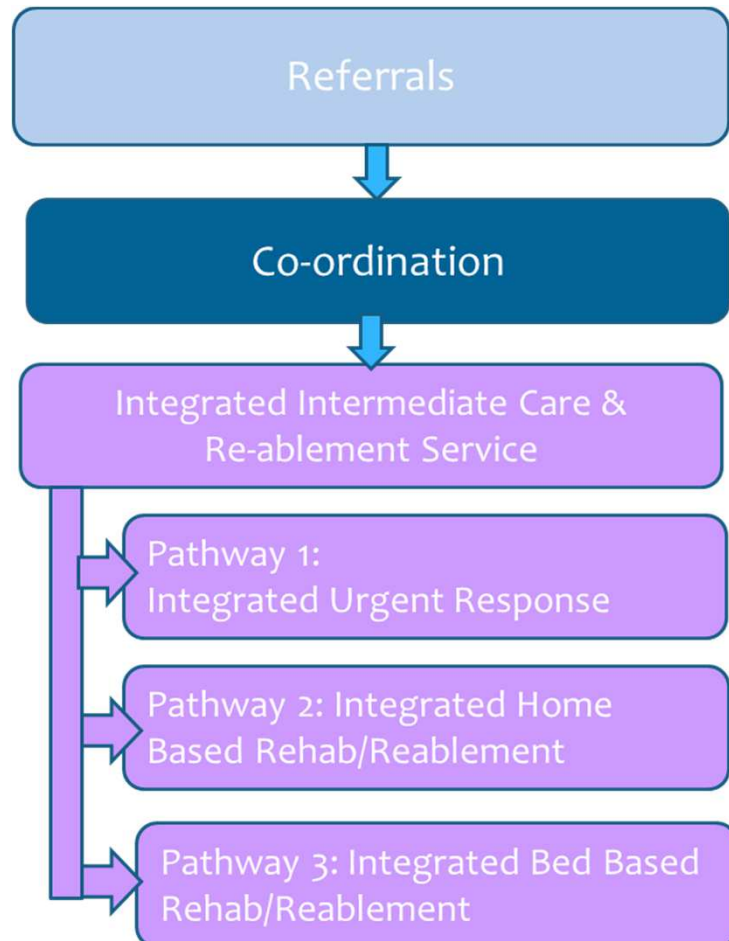 Referrals
Co-ordination
Integrated Intermediate Care &
Re-ablement Service
Pathway 1:
Integrated Urgent Response
Pathway 2: Integrated Home
Based Rehab/Reablement
Pathway 3: Integrated Bed Based
Rehab/Reablement